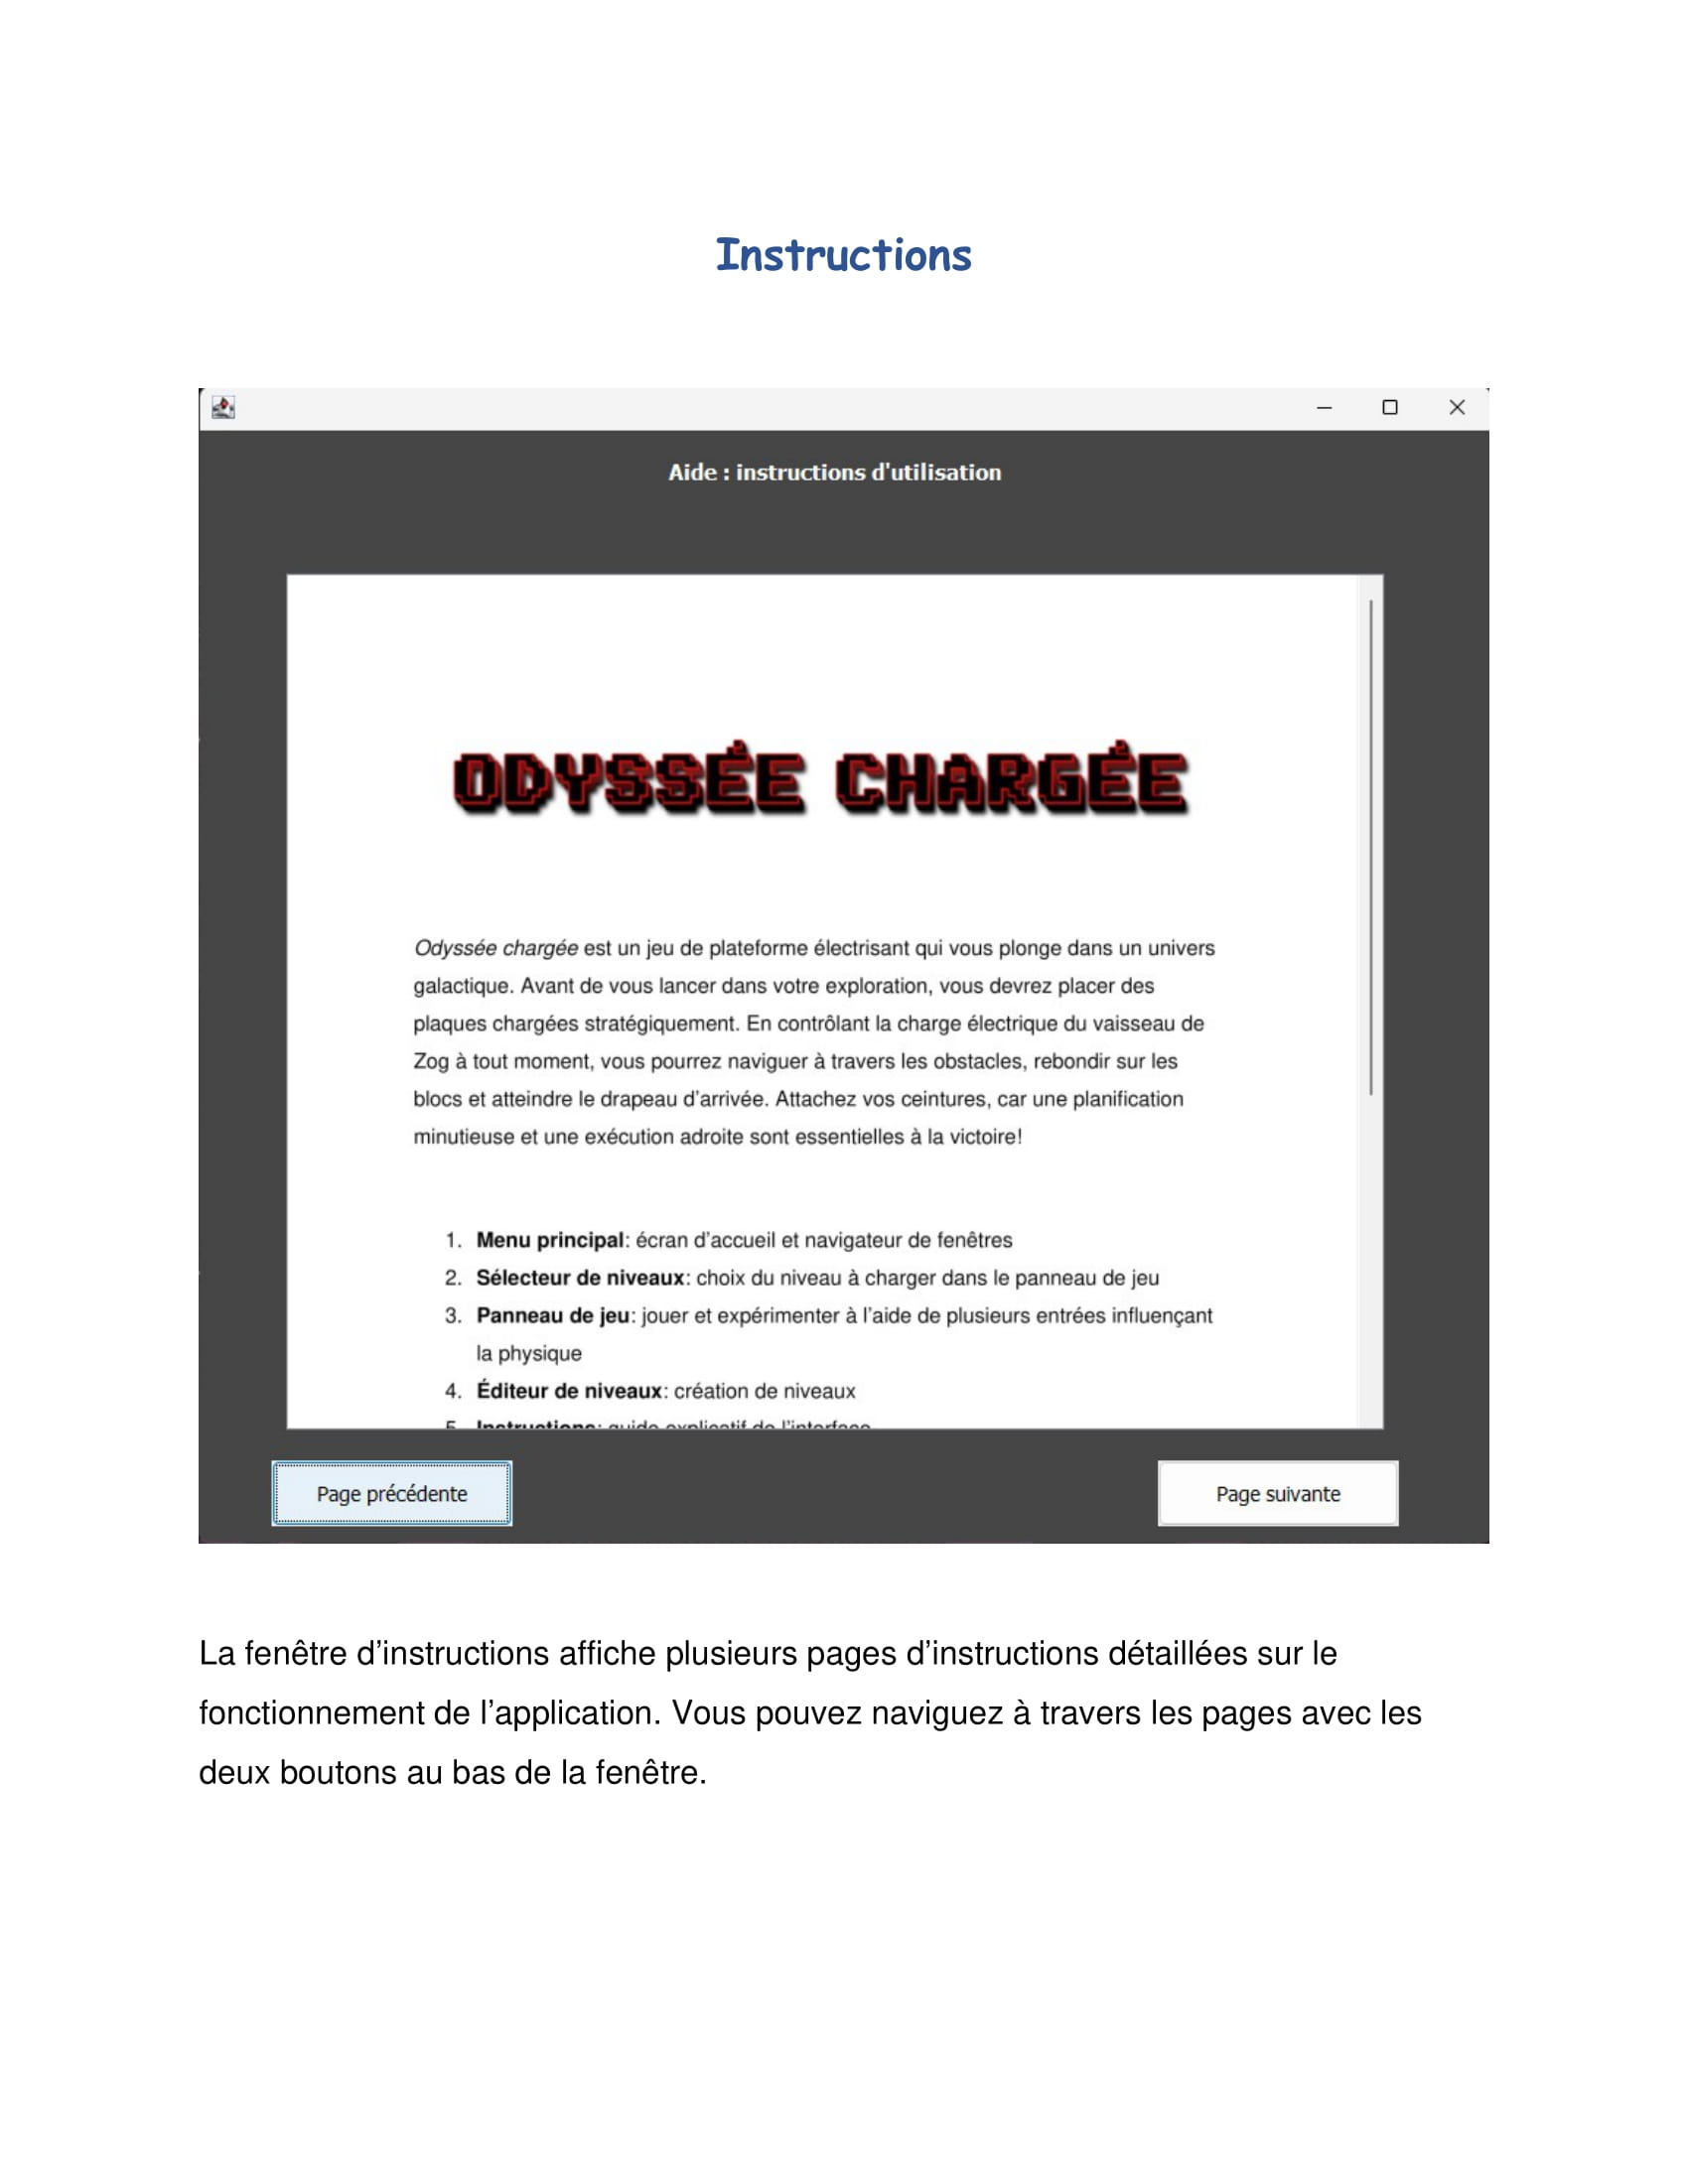 Instructions
Aide : instructions d'utilisation
ODYSSÉE CHARGÉE
Odyssée chargée est un jeu de plateforme électrisant qui vous plonge dans un univers
galactique. Avant de vous lancer dans votre exploration, vous devrez placer des
plaques chargées stratégiquement. En contrôlant la charge électrique du vaisseau de
Zog à tout moment, vous pourrez naviguer à travers les obstacles, rebondir sur les
blocs et atteindre le drapeau d’arrivée. Attachez vos ceintures, car une planification
minutieuse et une exécution adroite sont essentielles à la victoire!
1. Menu principal: écran d’accueil et navigateur de fenêtres
2. Sélecteur de niveaux: choix du niveau à charger dans le panneau de jeu
3. Panneau de jeu: jouer et expérimenter à l’aide de plusieurs entrées influençant
la physique
4. Éditeur de niveaux: création de niveaux
5. Instructions: guide explicatif de l’interface
Page précédente
Page suivante
La fenêtre d’instructions affiche plusieurs pages d’instructions détaillées sur le
fonctionnement de l’application. Vous pouvez naviguez à travers les pages avec les
deux boutons au bas de la fenêtre.